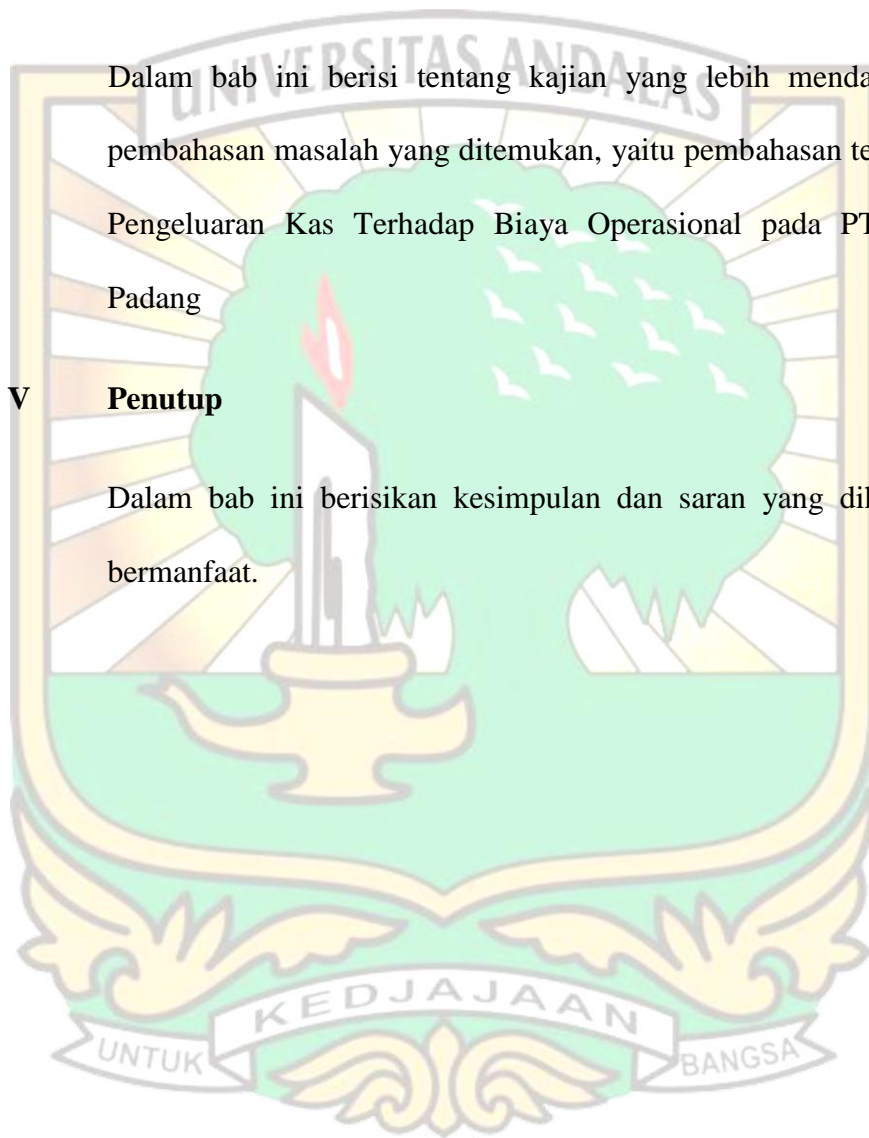 UNIVERSITAS ANDALAS
Dalam bab ini berisi tentang kajian yang lebih menda
pembahasan masalah yang ditemukan, yaitu pembahasan te
Pengeluaran Kas Terhadap Biaya Operasional pada PT
Padang
V Penutup
Dalam bab ini berisikan kesimpulan dan saran yang di
bermanfaat.
UNTUK KEDJAJAAN BANGSA